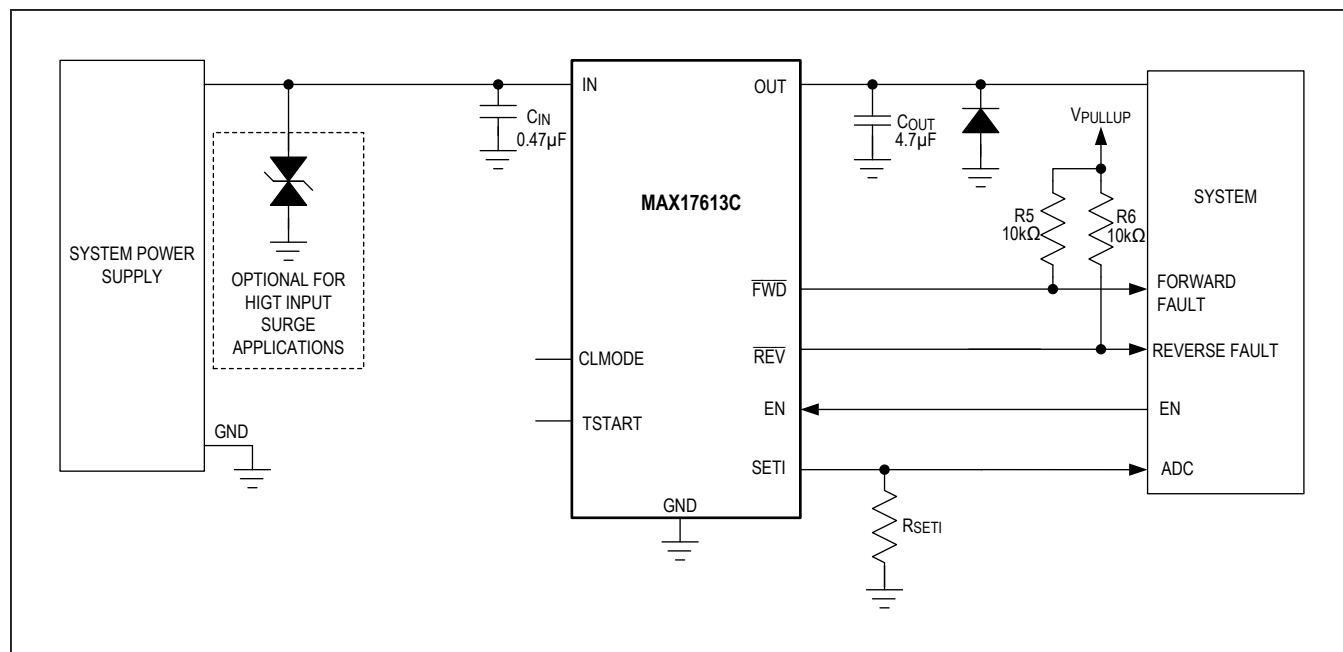 IN
OUT
CIN
0.47µF
COUT
4.7µF
VPULLUP
MAX17613C
SYSTEM
R5
10kΩ
R6
10kΩ
SYSTEM POWER
SUPPLY
OPTIONAL FOR
HIGT INPUT
SURGE
APPLICATIONS
FWD
FORWARD
FAULT
CLMODE
REV
REVERSE FAULT
TSTART
EN
EN
GND
SETI
ADC
GND
RSETI